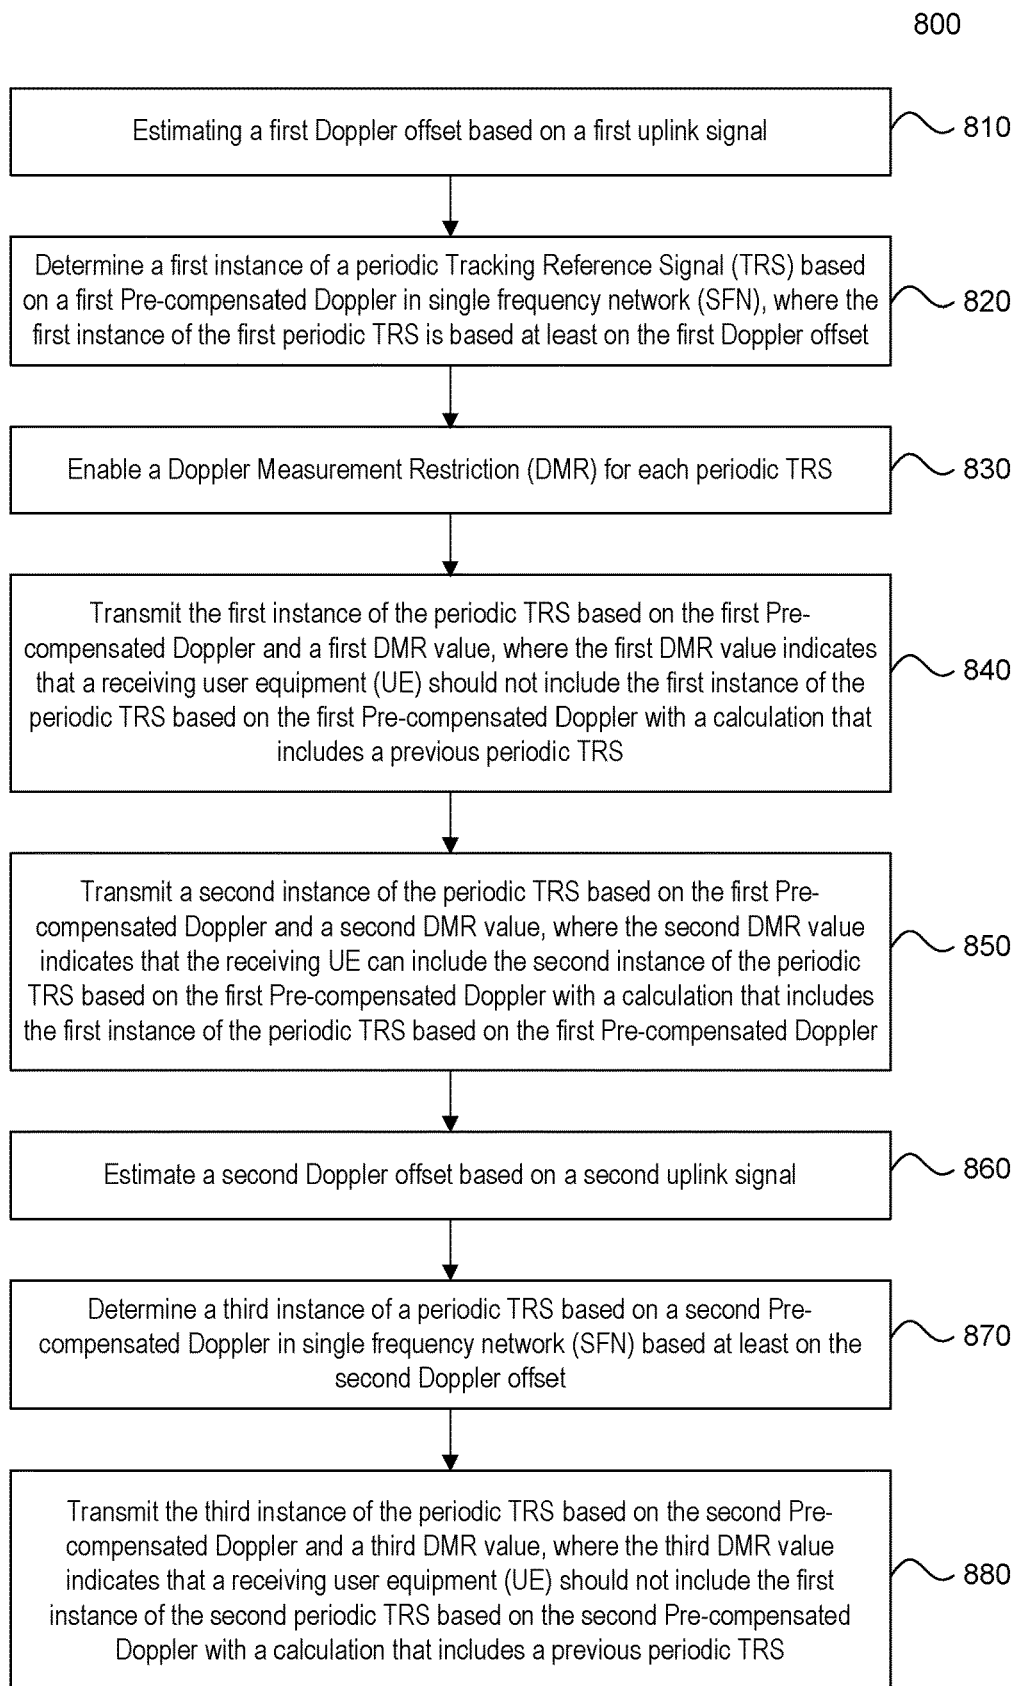 800
Estimating a first Doppler offset based on a first uplink signal
810
Determine a first instance of a periodic Tracking Reference Signal (TRS) based
on a first Pre-compensated Doppler in single frequency network (SFN), where the
first instance of the first periodic TRS is based at least on the first Doppler offset
820
Enable a Doppler Measurement Restriction (DMR) for each periodic TRS
830
Transmit the first instance of the periodic TRS based on the first Pre-
compensated Doppler and a first DMR value, where the first DMR value indicates
that a receiving user equipment (UE) should not include the first instance of the
periodic TRS based on the first Pre-compensated Doppler with a calculation that
includes a previous periodic TRS
840
Transmit a second instance of the periodic TRS based on the first Pre-
compensated Doppler and a second DMR value, where the second DMR value
indicates that the receiving UE can include the second instance of the periodic
TRS based on the first Pre-compensated Doppler with a calculation that includes
the first instance of the periodic TRS based on the first Pre-compensated Doppler
850
Estimate a second Doppler offset based on a second uplink signal
860
Determine a third instance of a periodic TRS based on a second Pre-
compensated Doppler in single frequency network (SFN) based at least on the
second Doppler offset
870
Transmit the third instance of the periodic TRS based on the second Pre-
compensated Doppler and a third DMR value, where the third DMR value
indicates that a receiving user equipment (UE) should not include the first
instance of the second periodic TRS based on the second Pre-compensated
Doppler with a calculation that includes a previous periodic TRS
880